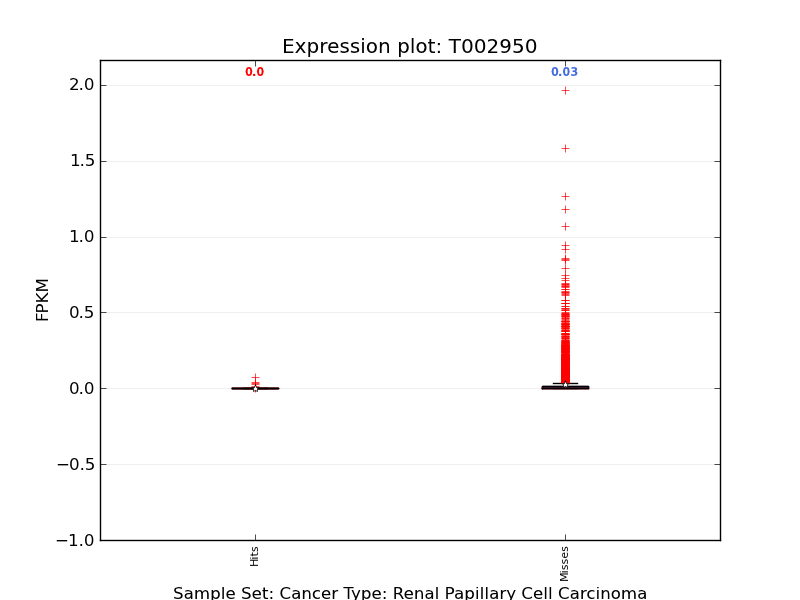 Expression plot: T002950
0.0 0.03
2.0
1.5
1.0
0.5
0.0
−0.5
−1.0
FPKM
Hits Misses
Sample Set: Cancer Type: Renal Papillary Cell Carcinoma